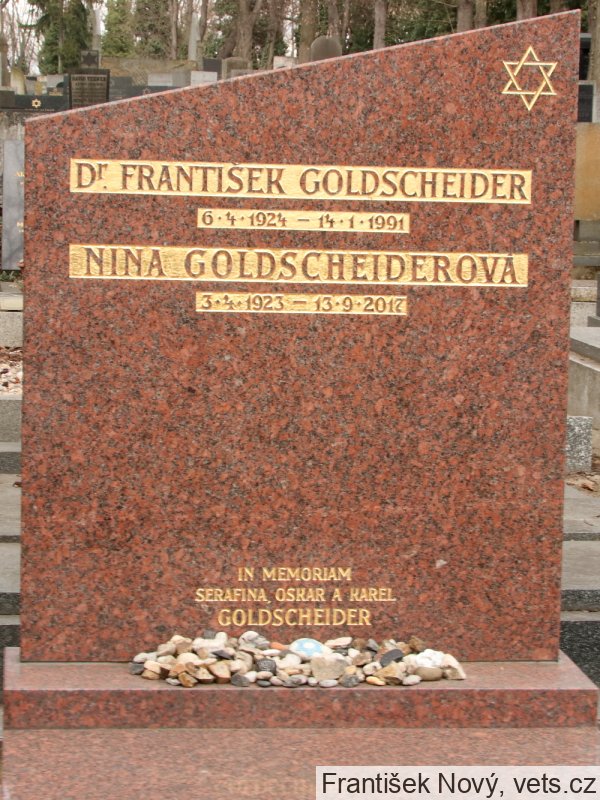 Dr. FRANTIŠEK GOLDSCHEIDER
6·4·1924 — 14·1·1991
NINA GOLDSCHEIDEROVÁ
3·4·1923 — 13·9·2017
IN MEMORIAM
SERAFINA, OSKAR A KAREL
GOLDSCHEIDER
František Nový, vets.cz